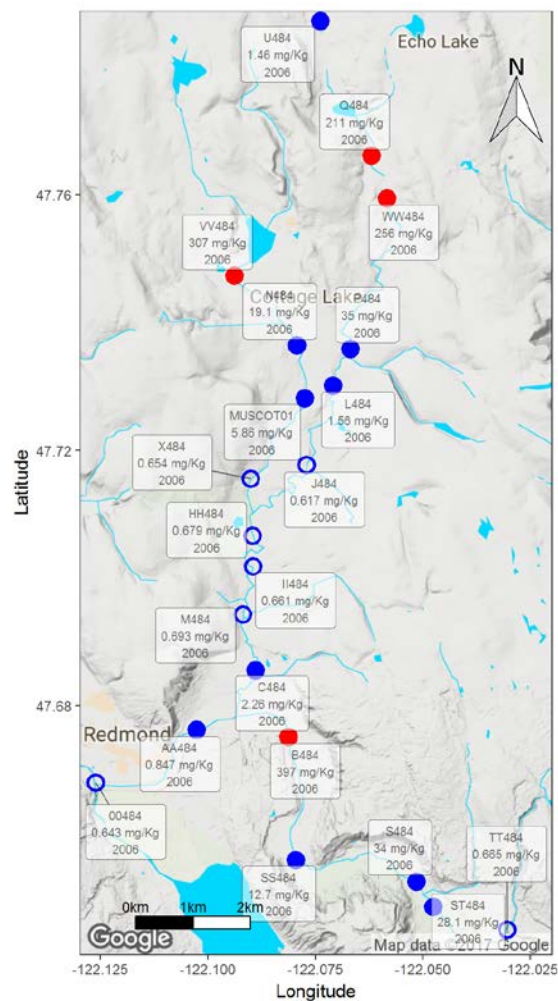 Echo Lake
N
U484
1.46 mg/Kg
2006
Q484
211 mg/Kg
2006
47.76
WW484
256 mg/Kg
2006
VV484
307 mg/Kg
2006
Cottage Lake
N484
19.1 mg/Kg
2006
P484
35 mg/Kg
2006
MUSCOT01
5.86 mg/Kg
2006
L484
1.56 mg/Kg
2006
47.72
X484
0.654 mg/Kg
2006
J484
0.617 mg/Kg
2006
Latitude
HH484
0.679 mg/Kg
2006
II484
0.661 mg/Kg
2006
M484
0.693 mg/Kg
2006
C484
2.26 mg/Kg
2006
47.68
Redmond
AA484
0.847 mg/Kg
2006
B484
397 mg/Kg
2006
00484
0.643 mg/Kg
2006
S484
34 mg/Kg
2006
TT484
0.665 mg/Kg
2006
SS484
12.7 mg/Kg
2006
ST484
28.1 mg/Kg
2006
0km 1km 2km
Google
Map data ©2017 Google
-122.125 -122.100 -122.075 -122.050 -122.025
Longitude